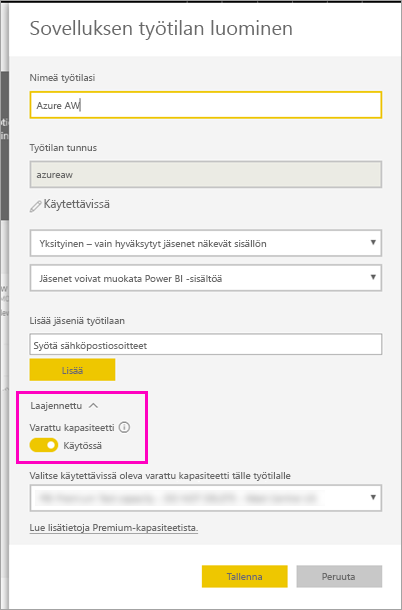 Sovelluksen työtilan luominen
Nimeä työtilasi
Azure AW
Työtilan tunnus
azureaw
Käytettävissä
Yksityinen – vain hyväksytyt jäsenet näkevät sisällön
Jäsenet voivat muokata Power BI -sisältöä
Lisää jäseniä työtilaan
Syötä sähköpostiosoitteet
Lisää
Laajennettu
Varattu kapasiteetti
Käytössä
Valitse käytettävissä oleva varattu kapasiteetti tälle työtilalle
Lue lisätietoja Premium-kapasiteetista.
Tallenna
Peruuta